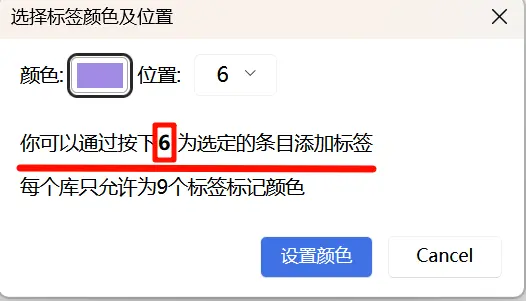 选择标签颜色及位置
颜色: 位置: 6
你可以通过按下6为选定的条目添加标签
每个库只允许为9个标签标记颜色
设置颜色 Cancel